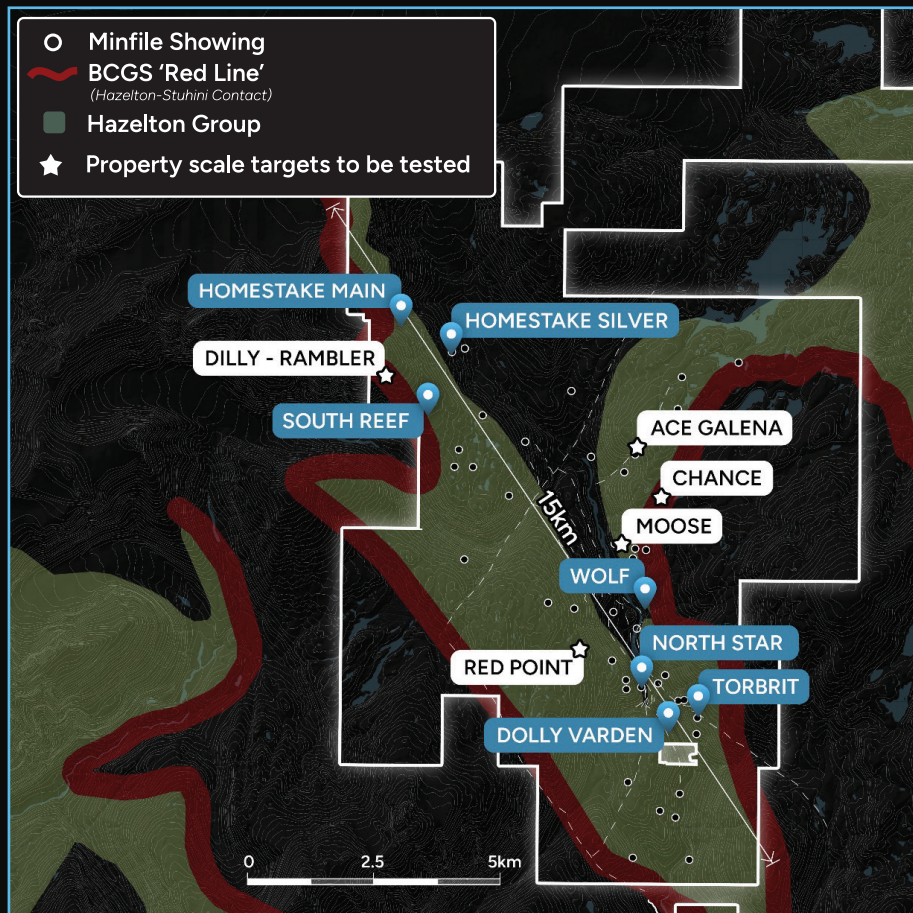 Minfile Showing
BCGS ‘Red Line’
(Hazelton-Stuhini Contact)
Hazelton Group
Property scale targets to be tested
HOMESTAKE MAIN
HOMESTAKE SILVER
DILLY - RAMBLER
SOUTH REEF
ACE GALENA
CHANCE
15km
MOOSE
WOLF
NORTH STAR
RED POINT
TORBRIT
DOLLY VARDEN
0 2.5 5km